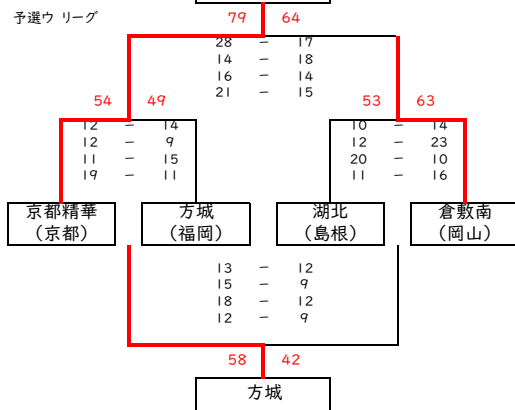 予選ウ リーグ
79 64
28 − 17
14 − 18
16 − 14
21 − 15
54 49 53 63
12 − 14 10 − 14
12 − 9 12 − 23
11 − 15 20 − 10
19 − 11 11 − 16
京都精華 方城 湖北 倉敷南
（京都） （福岡） （島根） （岡山）
13 − 12
15 − 9
18 − 12
12 − 9
58 42
方城